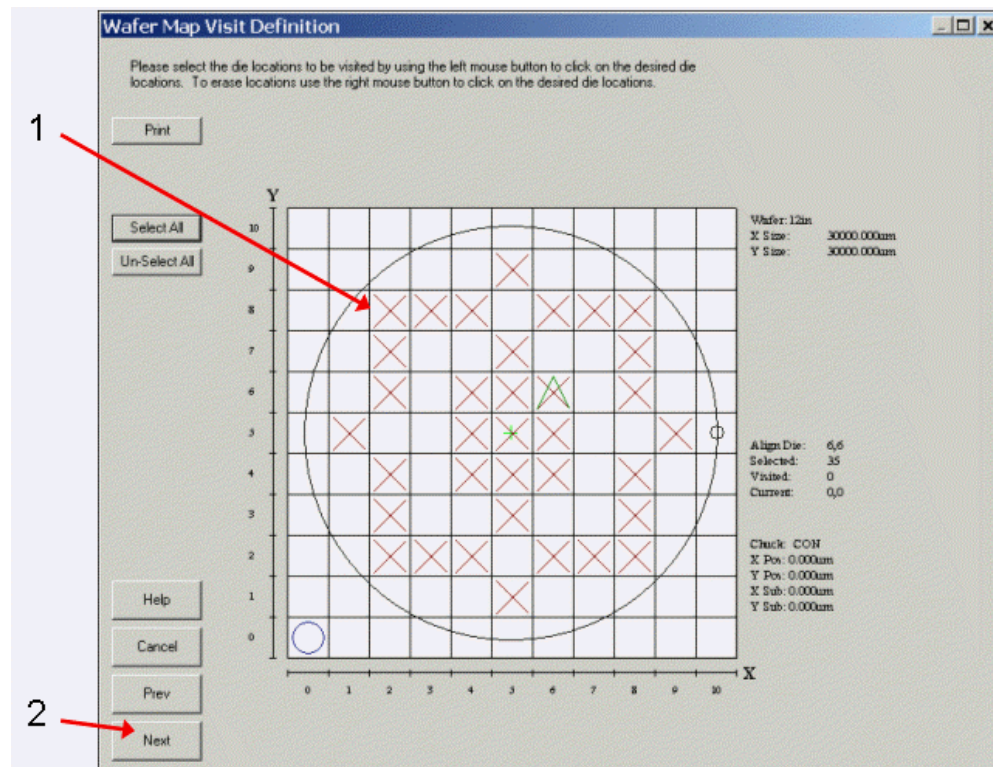 Wafer Map Visit Definition
Please select the die locations to be visited by using the left mouse button to click on the desired die
locations. To erase locations use the right mouse button to click on the desired die locations.
1
Print
Y
Select All
Un-Select All
10
9
8
7
6
5
4
3
2
1
0
Wafer: 12in
X Size: 30000.000um
Y Size: 30000.000um
Align Die: 6,6
Selected: 35
Visited: 0
Current: 0,0
Chuck: CON
X Pos: 0.000um
Y Pos: 0.000um
X Sub: 0.000um
Y Sub: 0.000um
Help
Cancel
Prev
2
Next
X
0 1 2 3 4 5 6 7 8 9 10